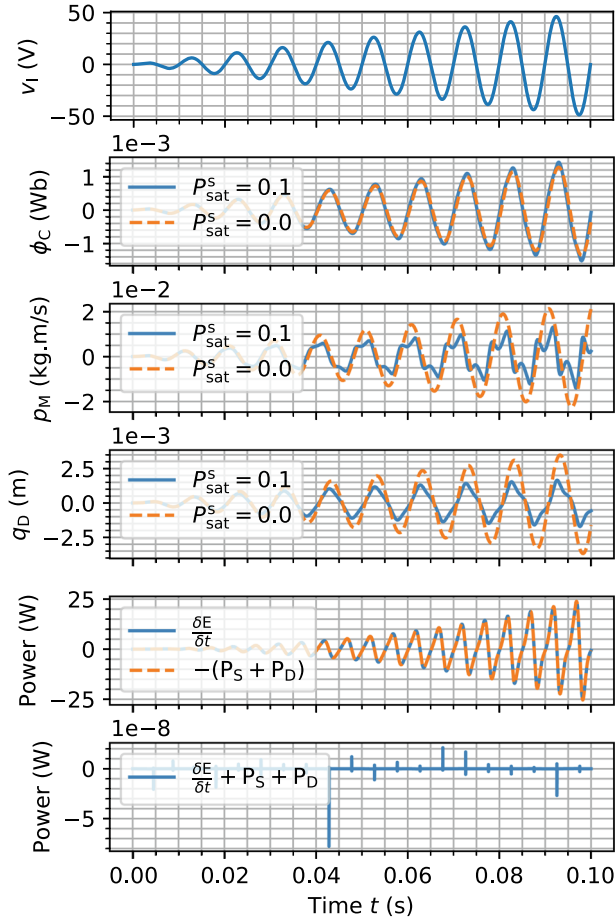 50
0
−50
v_I (V)
1e−3
1
0
−1
ϕ_C (Wb)
P^s_sat = 0.1
P^s_sat = 0.0
1e−2
2
0
−2
p_M (kg.m/s)
P^s_sat = 0.1
P^s_sat = 0.0
1e−3
2.5
0.0
−2.5
q_D (m)
P^s_sat = 0.1
P^s_sat = 0.0
25
0
−25
Power (W)
δE/δt
−(P_S + P_D)
1e−8
0
−5
Power (W)
δE/δt + P_S + P_D
0.00 0.02 0.04 0.06 0.08 0.10
Time t (s)